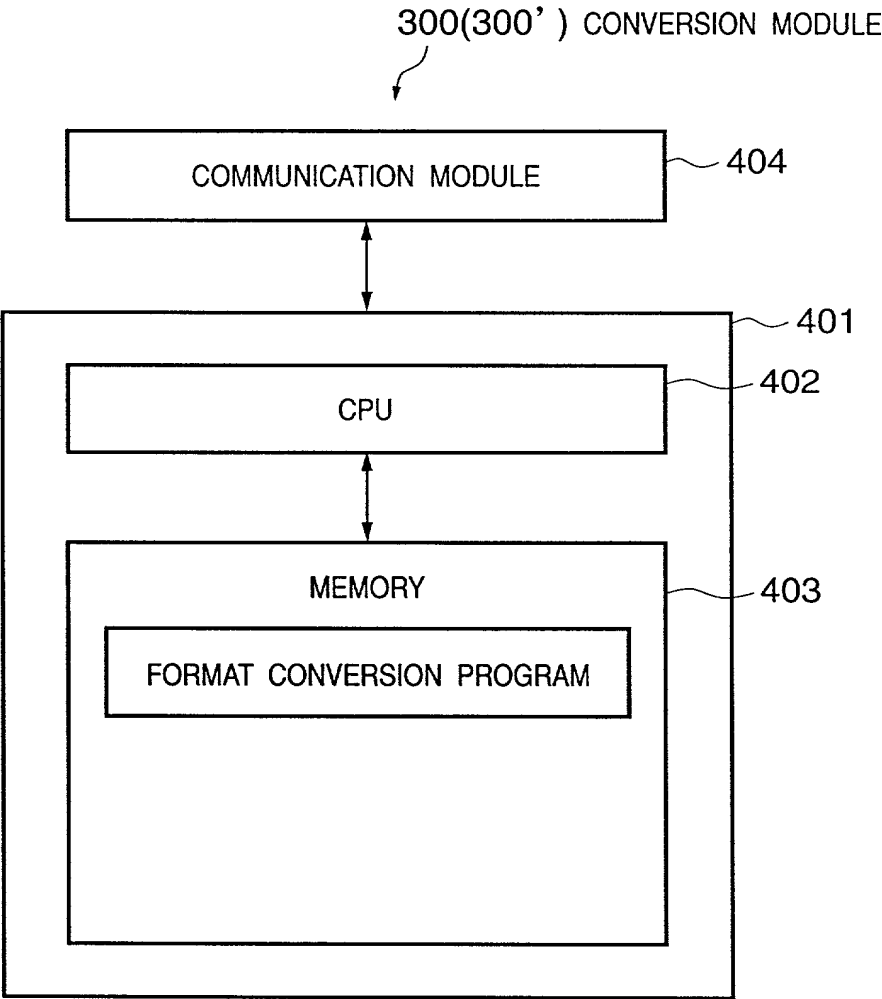 300(300’) CONVERSION MODULE
COMMUNICATION MODULE
404
401
CPU
402
MEMORY
403
FORMAT CONVERSION PROGRAM